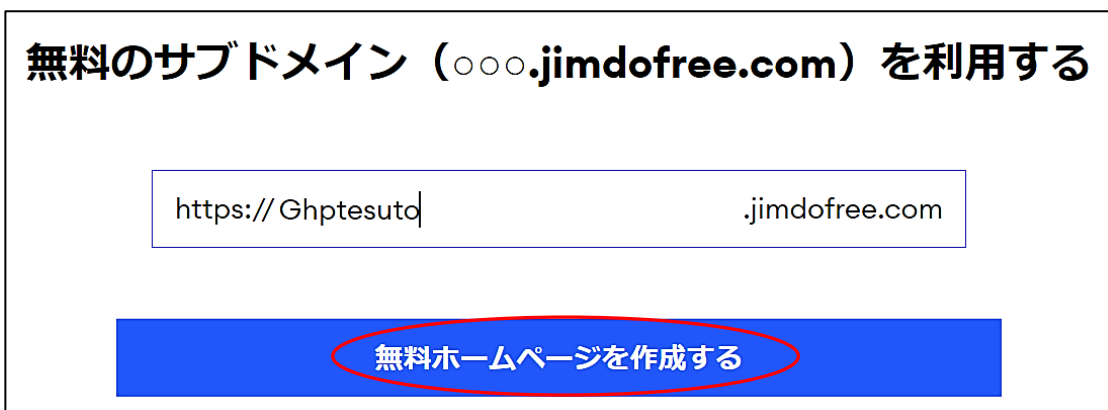 無料のサブドメイン（○○○.jimdofree.com）を利用する
https:// Ghptesuto .jimdofree.com
無料ホームページを作成する